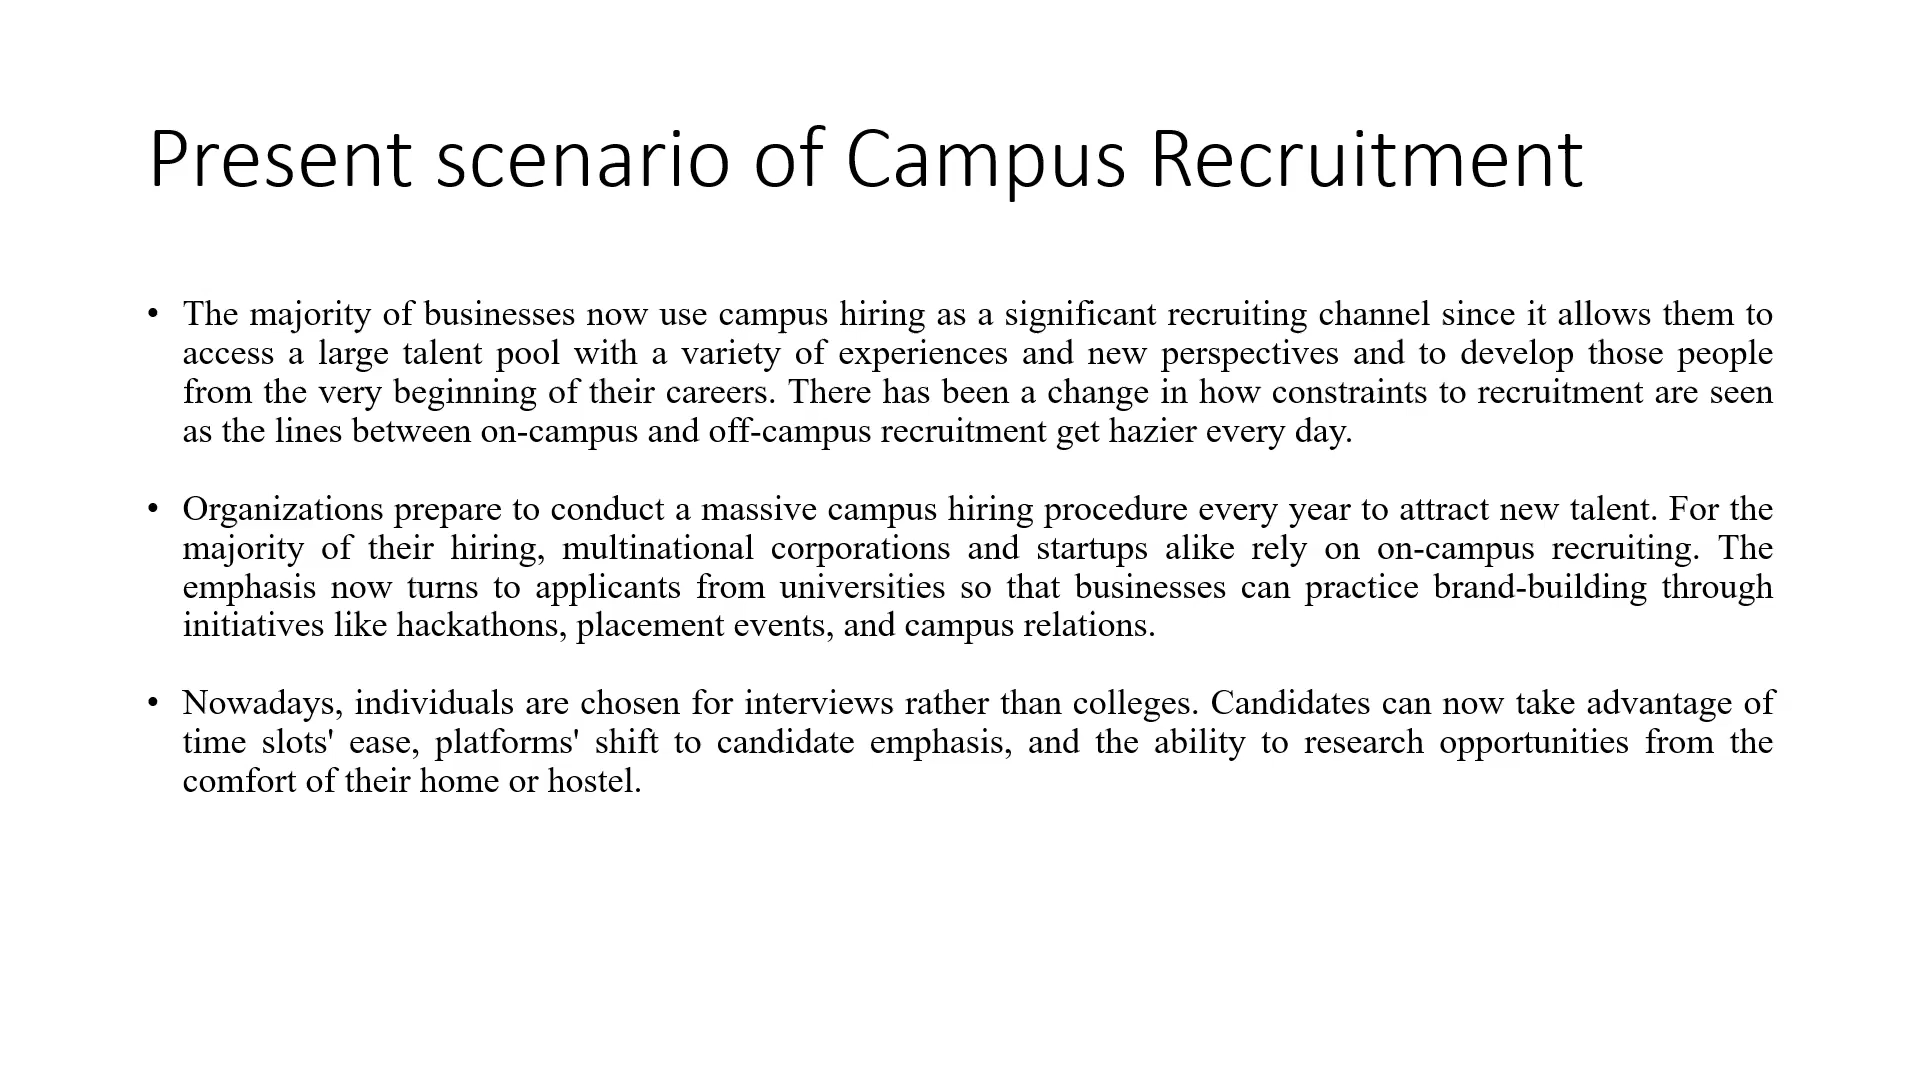 Present scenario of Campus Recruitment
• The majority of businesses now use campus hiring as a significant recruiting channel since it allows them to
access a large talent pool with a variety of experiences and new perspectives and to develop those people
from the very beginning of their careers. There has been a change in how constraints to recruitment are seen
as the lines between on-campus and off-campus recruitment get hazier every day.
• Organizations prepare to conduct a massive campus hiring procedure every year to attract new talent. For the
majority of their hiring, multinational corporations and startups alike rely on on-campus recruiting. The
emphasis now turns to applicants from universities so that businesses can practice brand-building through
initiatives like hackathons, placement events, and campus relations.
• Nowadays, individuals are chosen for interviews rather than colleges. Candidates can now take advantage of
time slots' ease, platforms' shift to candidate emphasis, and the ability to research opportunities from the
comfort of their home or hostel.